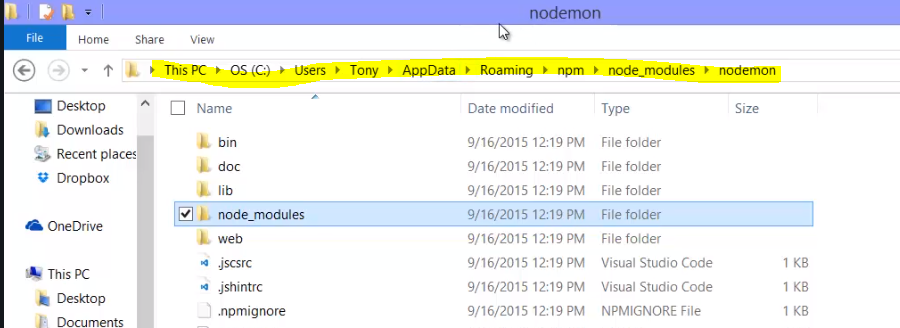 nodemon
File Home Share View
This PC OS (C:) Users Tony AppData Roaming npm node_modules nodemon
Name Date modified Type Size
Desktop
Downloads
Recent places
Dropbox
OneDrive
This PC
Desktop
Documents
bin 9/16/2015 12:19 PM File folder
doc 9/16/2015 12:19 PM File folder
lib 9/16/2015 12:19 PM File folder
node_modules 9/16/2015 12:19 PM File folder
web 9/16/2015 12:19 PM File folder
.jscsrc 9/16/2015 12:19 PM Visual Studio Code 1 KB
.jshintrc 9/16/2015 12:19 PM Visual Studio Code 1 KB
.npmignore 9/16/2015 12:19 PM NPMIGNORE File 1 KB